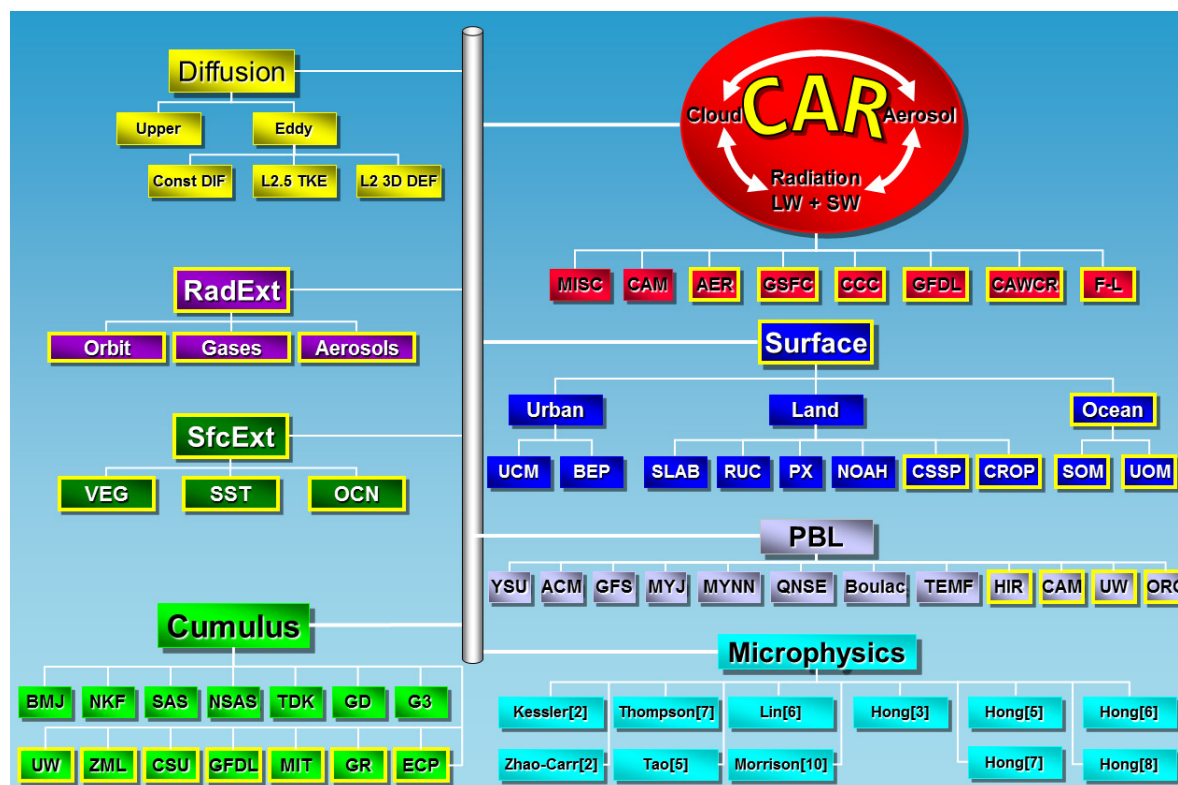 Diffusion
Upper
Eddy
Const DIF
L2.5 TKE
L2 3D DEF
CAR
Cloud
Aerosol
Radiation
LW + SW
MISC
CAM
AER
GSFC
CCC
GFDL
CAWCR
F-L
RadExt
Orbit
Gases
Aerosols
Surface
Urban
Land
Ocean
UCM
BEP
SLAB
RUC
PX
NOAH
CSSP
CROP
SOM
UOM
SfcExt
VEG
SST
OCN
PBL
YSU
ACM
GFS
MYJ
MYNN
QNSE
Boulac
TEMF
HIR
CAM
UW
Cumulus
BMJ
NKF
SAS
NSAS
TDK
GD
G3
UW
ZML
CSU
GFDL
MIT
GR
ECP
Microphysics
Kessler[2]
Thompson[7]
Lin[6]
Hong[3]
Hong[5]
Hong[6]
Zhao-Carr[2]
Tao[5]
Morrison[10]
Hong[7]
Hong[8]